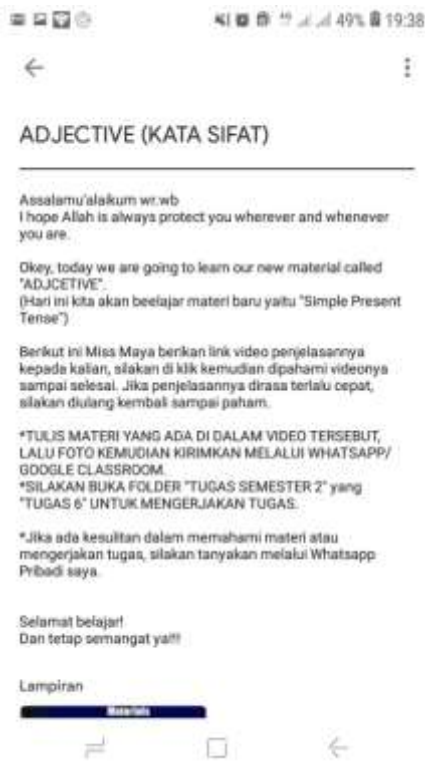 49% 19:38
ADJECTIVE (KATA SIFAT)
Assalamu'alaikum wr.wb
I hope Allah is always protect you wherever and whenever
you are.
Okey, today we are going to learn our new material called
"ADJCETIVE".
(Hari ini kita akan beelajar materi baru yaitu "Simple Present
Tense")
Berikut ini Miss Maya berikan link video penjelasannya
kepada kalian, silakan di klik kemudian dipahami videonya
sampai selesai. Jika penjelasannya dirasa terlalu cepat,
silakan diulang kembali sampai paham.
*TULIS MATERI YANG ADA DI DALAM VIDEO TERSEBUT,
LALU FOTO KEMUDIAN KIRIMKAN MELALUI WHATSAPP/
GOOGLE CLASSROOM.
*SILAKAN BUKA FOLDER "TUGAS SEMESTER 2" yang
"TUGAS 6" UNTUK MENGERJAKAN TUGAS.
*Jika ada kesulitan dalam memahami materi atau
mengerjakan tugas, silakan tanyakan melalui Whatsapp
Pribadi saya.
Selamat belajar!
Dan tetap semangat ya!!!
Lampiran
Materials